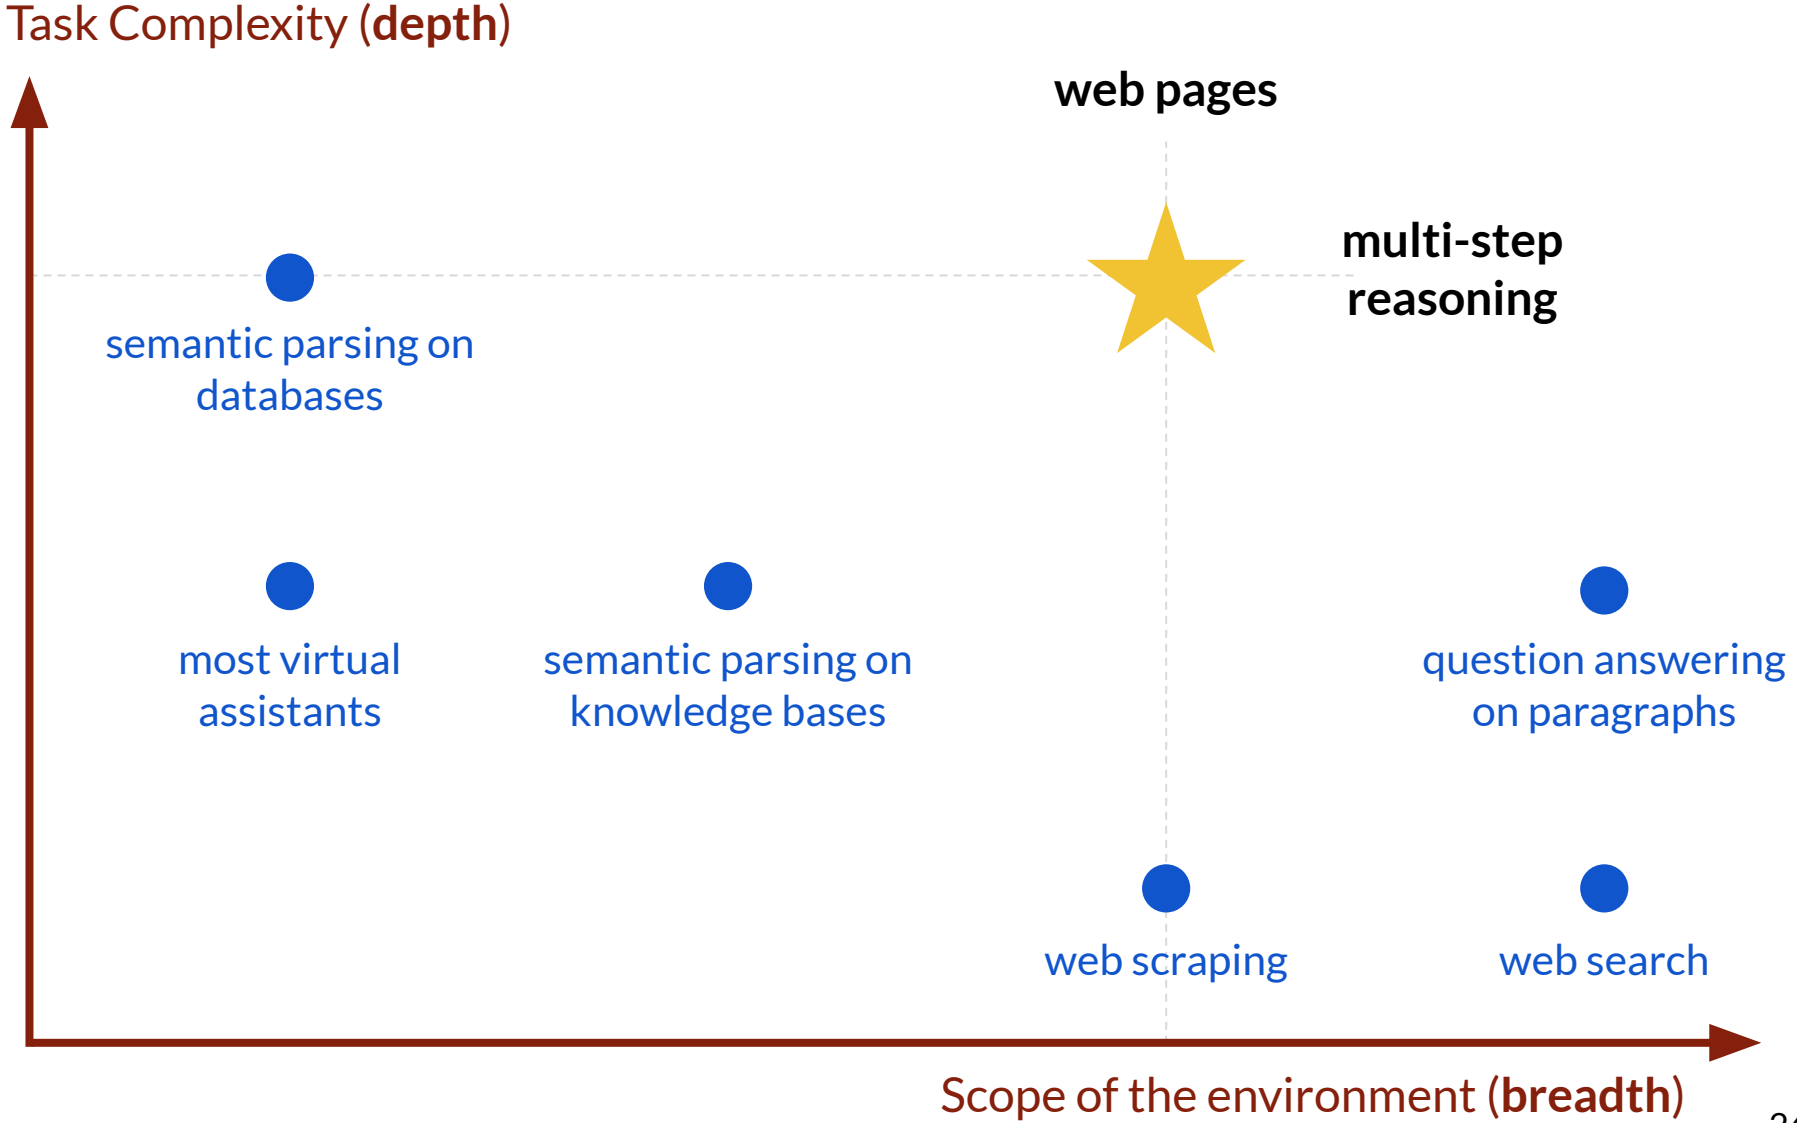 Task Complexity (depth)
web pages
multi-step
reasoning
semantic parsing on
databases
most virtual
assistants
semantic parsing on
knowledge bases
question answering
on paragraphs
web scraping
web search
Scope of the environment (breadth)